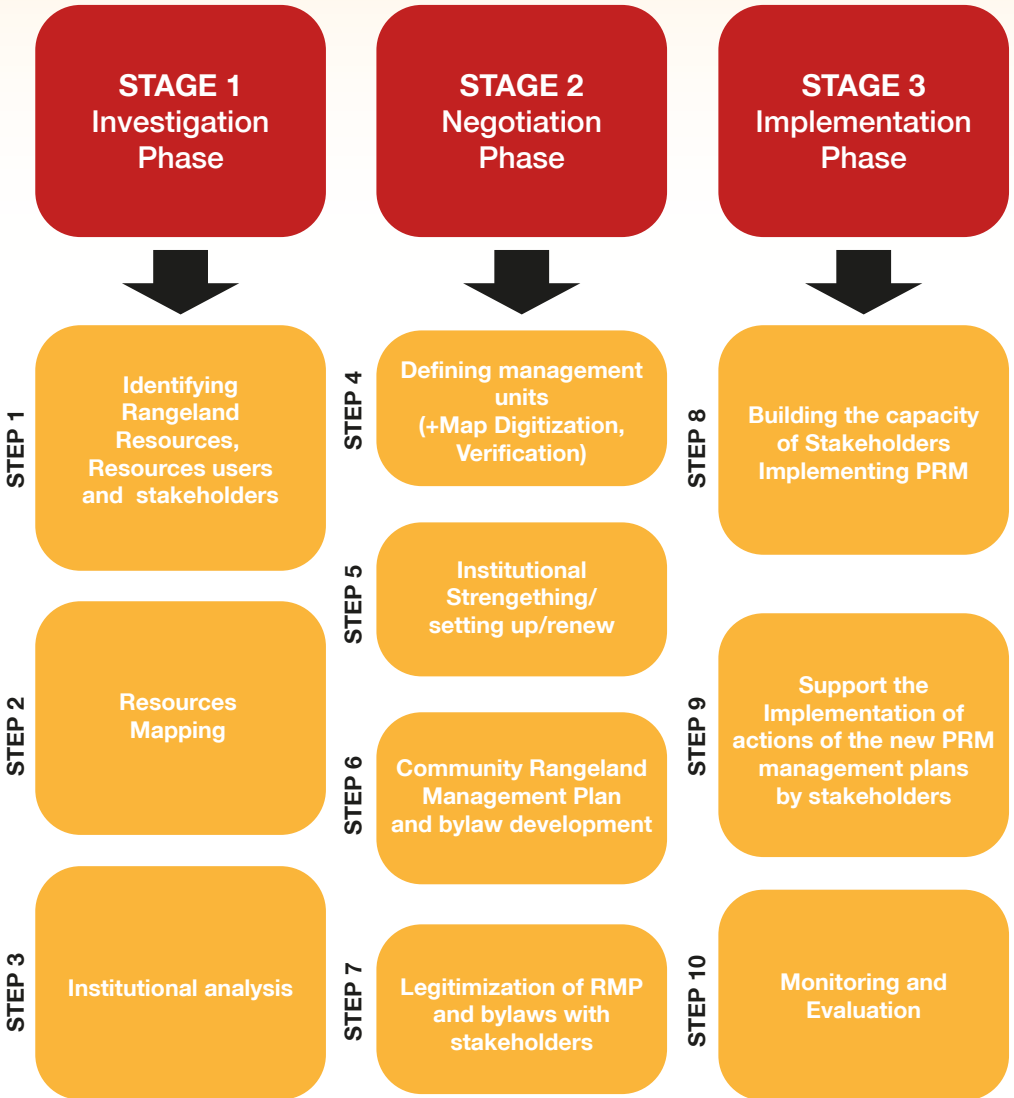 STAGE 1
Investigation
Phase
STEP 1
Identifying
Rangeland
Resources,
Resources users
and stakeholders
STEP 2
Resources
Mapping
STEP 3
Institutional analysis
STAGE 2
Negotiation
Phase
STEP 4
Defining management
units
(+Map Digitization,
Verification)
STEP 5
Institutional
Strengething/
setting up/renew
STEP 6
Community Rangeland
Management Plan
and bylaw development
STEP 7
Legitimization of RMP
and bylaws with
stakeholders
STAGE 3
Implementation
Phase
STEP 8
Building the capacity
of Stakeholders
Implementing PRM
STEP 9
Support the
Implementation of
actions of the new PRM
management plans
by stakeholders
STEP 10
Monitoring and
Evaluation